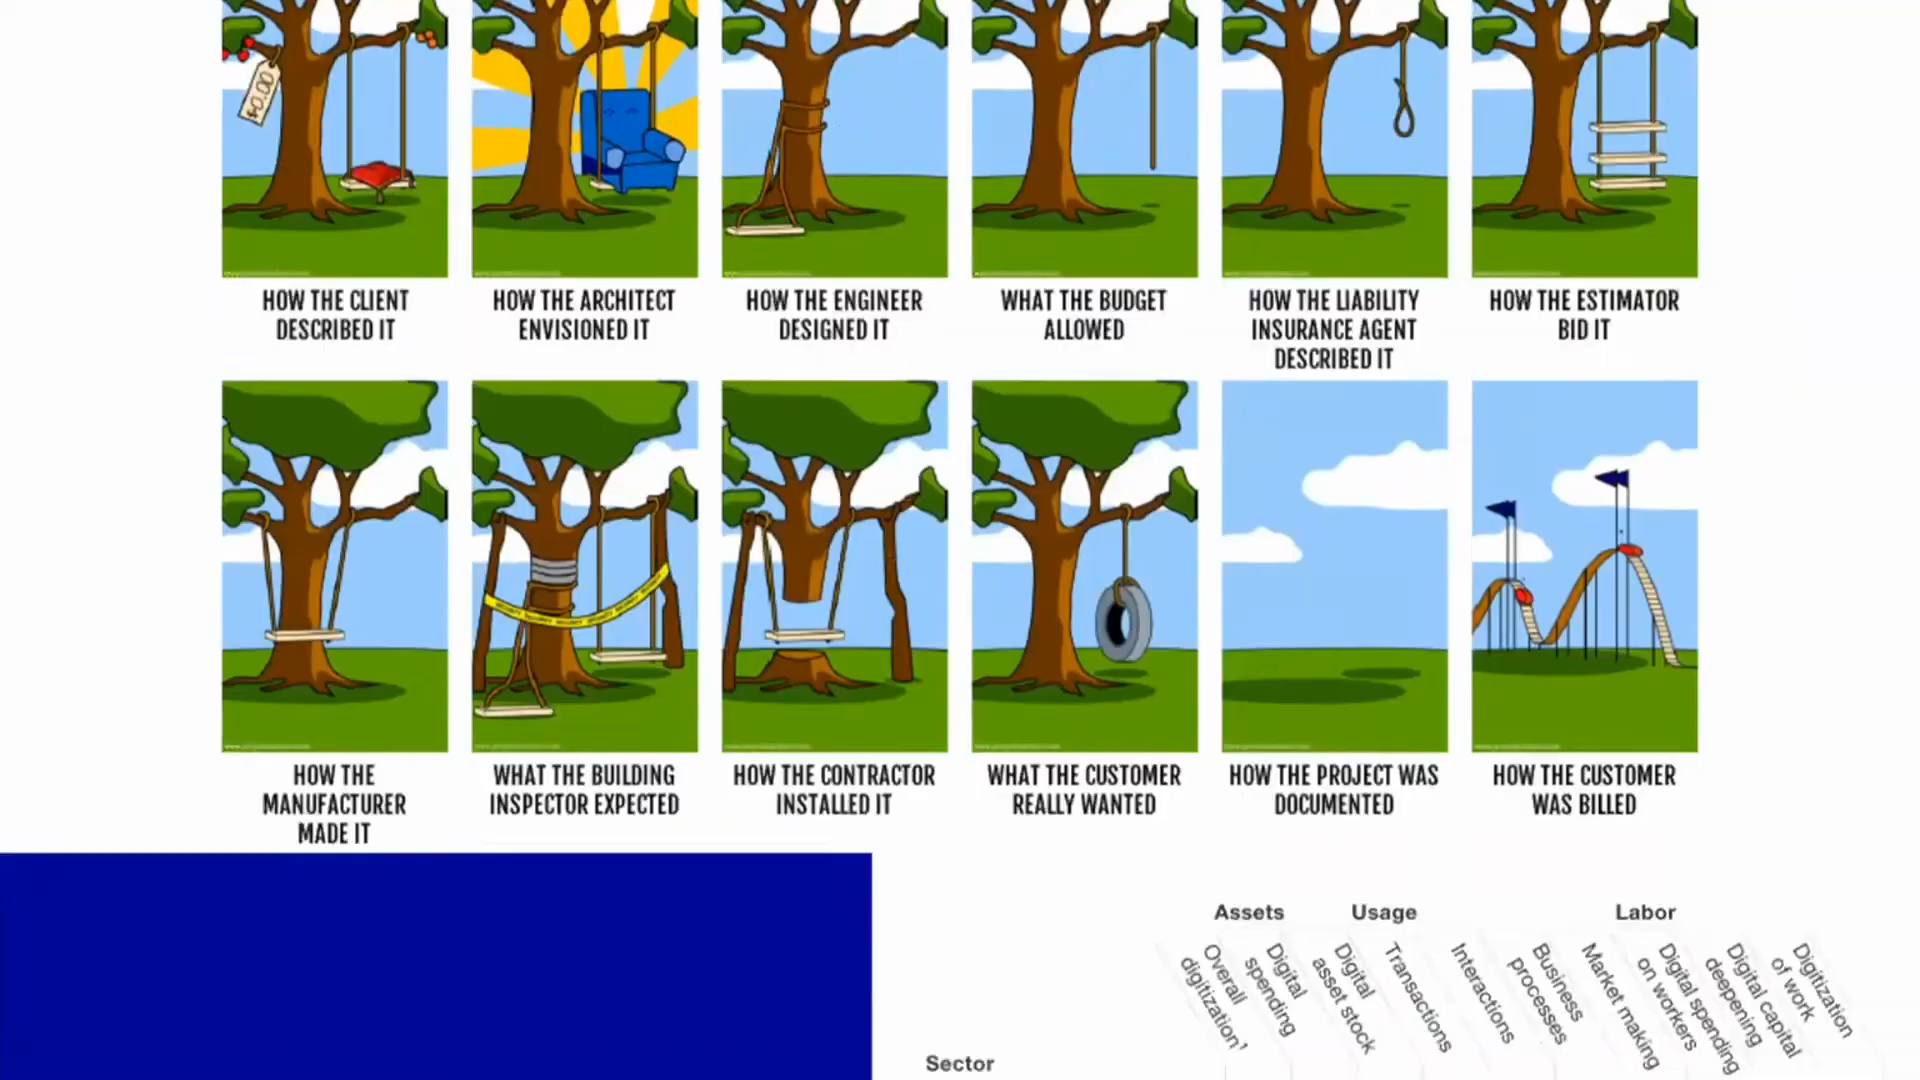 $0.00
HOW THE CLIENT
DESCRIBED IT
HOW THE ARCHITECT
ENVISIONED IT
HOW THE ENGINEER
DESIGNED IT
WHAT THE BUDGET
ALLOWED
HOW THE LIABILITY
INSURANCE AGENT
DESCRIBED IT
HOW THE ESTIMATOR
BID IT
HOW THE
MANUFACTURER
MADE IT
WHAT THE BUILDING
INSPECTOR EXPECTED
HOW THE CONTRACTOR
INSTALLED IT
WHAT THE CUSTOMER
REALLY WANTED
HOW THE PROJECT WAS
DOCUMENTED
HOW THE CUSTOMER
WAS BILLED
Assets
Usage
Labor
Overall
digitization¹
Digital
spending
Digital
asset stock
Transactions
Interactions
Business
processes
Market making
Digital spending
on workers
Digital capital
deepening
Digitization
of work
Sector